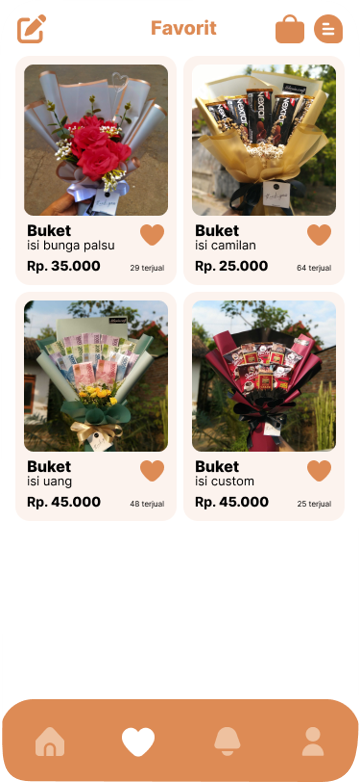 Favorit
Buket
isi bunga palsu
Rp. 35.000
29 terjual
Buket
isi camilan
Rp. 25.000
64 terjual
Buket
isi uang
Rp. 45.000
48 terjual
Buket
isi custom
Rp. 45.000
25 terjual